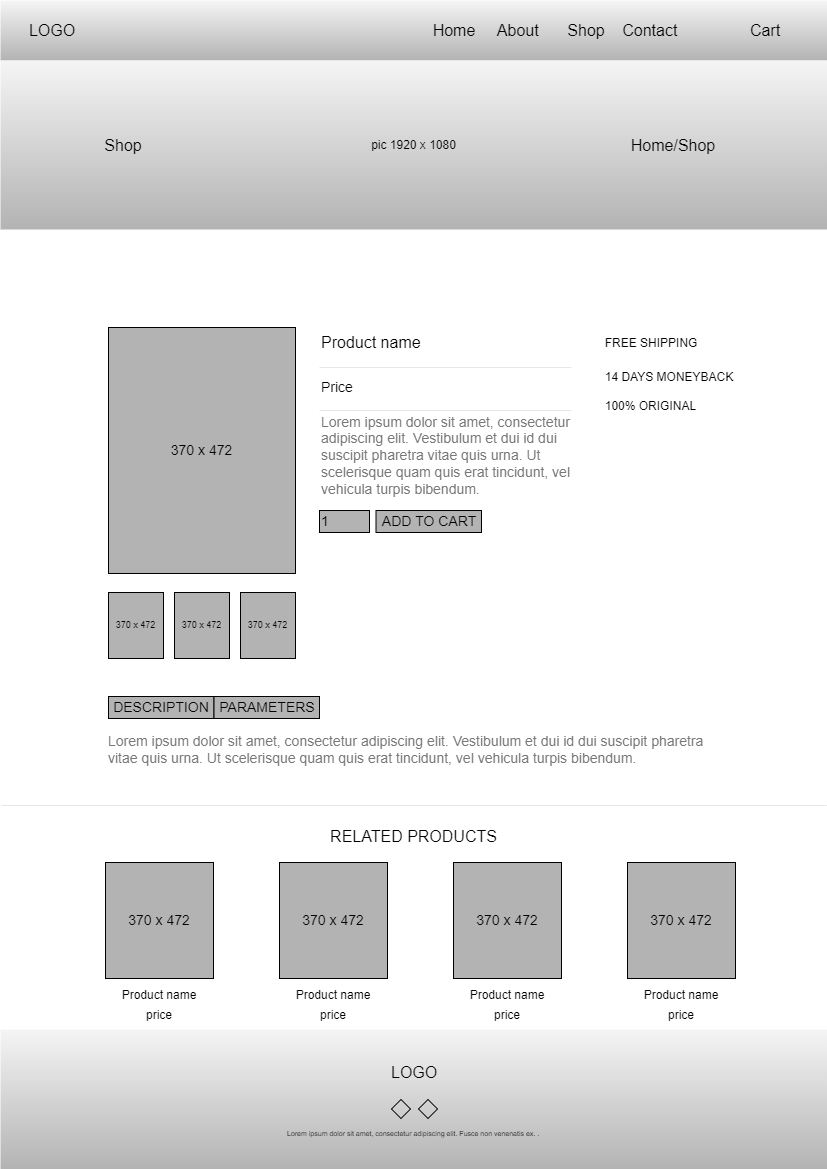 LOGO
Home About Shop Contact Cart
Shop
pic 1920 x 1080
Home/Shop
370 x 472
370 x 472
370 x 472
370 x 472
Product name
Price
Lorem ipsum dolor sit amet, consectetur
adipiscing elit. Vestibulum et dui id dui
suscipit pharetra vitae quis urna. Ut
scelerisque quam quis erat tincidunt, vel
vehicula turpis bibendum.
1
ADD TO CART
FREE SHIPPING
14 DAYS MONEYBACK
100% ORIGINAL
DESCRIPTION
PARAMETERS
Lorem ipsum dolor sit amet, consectetur adipiscing elit. Vestibulum et dui id dui suscipit pharetra
vitae quis urna. Ut scelerisque quam quis erat tincidunt, vel vehicula turpis bibendum.
RELATED PRODUCTS
370 x 472
Product name
price
370 x 472
Product name
price
370 x 472
Product name
price
370 x 472
Product name
price
LOGO
Lorem ipsum dolor sit amet, consectetur adipiscing elit. Fusce non venenatis ex. .